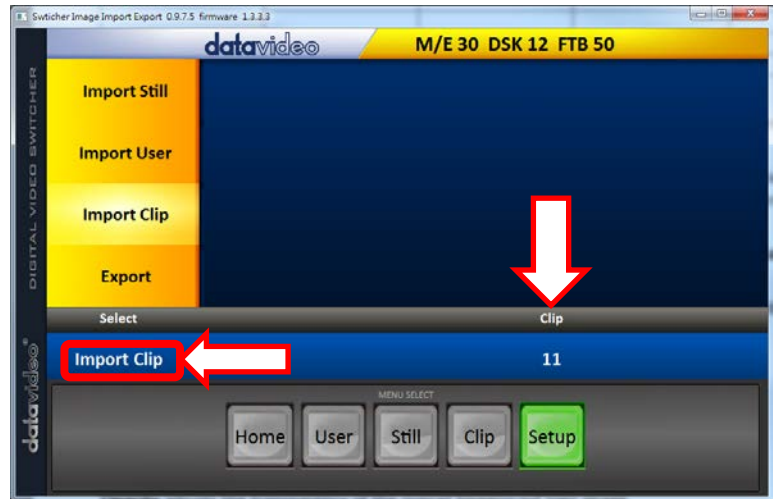 Swticher Image Import Export 0.9.7.5 firmware 1.3.3.3
datavideo
M/E 30 DSK 12 FTB 50
DIGITAL VIDEO SWITCHER
Import Still
Import User
Import Clip
Export
Select
Clip
Import Clip
11
datavideo
MENU SELECT
Home
User
Still
Clip
Setup